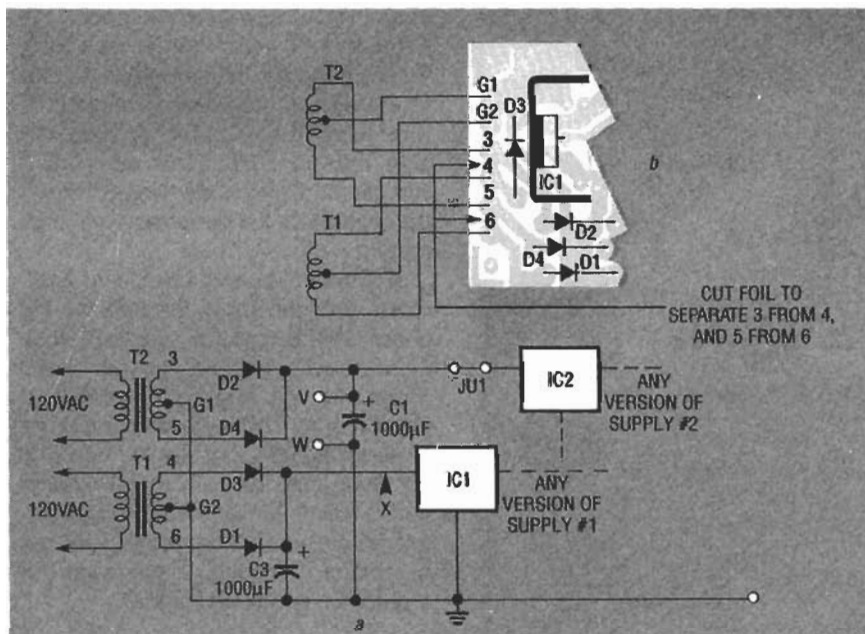 T2
G1
G2
D3
3
4
5
6
IC1
b
T1
D2
D4
D1
CUT FOIL TO
SEPARATE 3 FROM 4,
AND 5 FROM 6
T2
3
D2
120VAC
G1
V
+
C1
1000µF
JU1
IC2
ANY
VERSION OF
SUPPLY #2
5
D4
W
T1
4
D3
120VAC
G2
X
IC1
ANY
VERSION OF
SUPPLY #1
6
D1
+
C3
1000µF
a